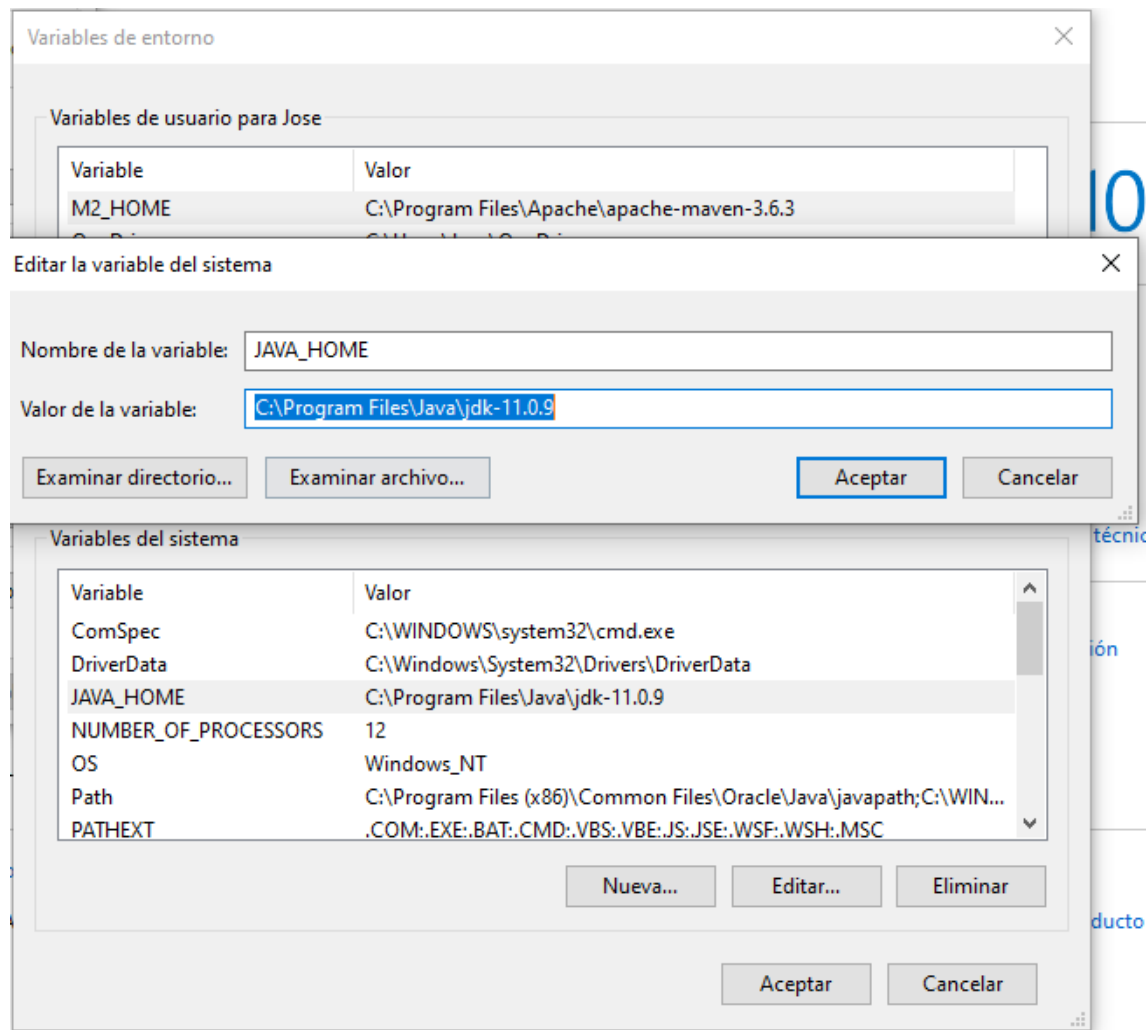 Variables de entorno
Variables de usuario para Jose
Variable Valor
M2_HOME C:\Program Files\Apache\apache-maven-3.6.3
10
Editar la variable del sistema
Nombre de la variable: JAVA_HOME
Valor de la variable: C:\Program Files\Java\jdk-11.0.9
Examinar directorio... Examinar archivo... Aceptar Cancelar
Variables del sistema
técnic
Variable Valor
ComSpec C:\WINDOWS\system32\cmd.exe
ión
DriverData C:\Windows\System32\Drivers\DriverData
JAVA_HOME C:\Program Files\Java\jdk-11.0.9
NUMBER_OF_PROCESSORS 12
OS Windows_NT
Path C:\Program Files (x86)\Common Files\Oracle\Java\javapath;C:\WIN...
PATHEXT .COM;.EXE;.BAT;.CMD;.VBS;.VBE;.JS;.JSE;.WSF;.WSH;.MSC
Nueva... Editar... Eliminar
ducto
Aceptar Cancelar